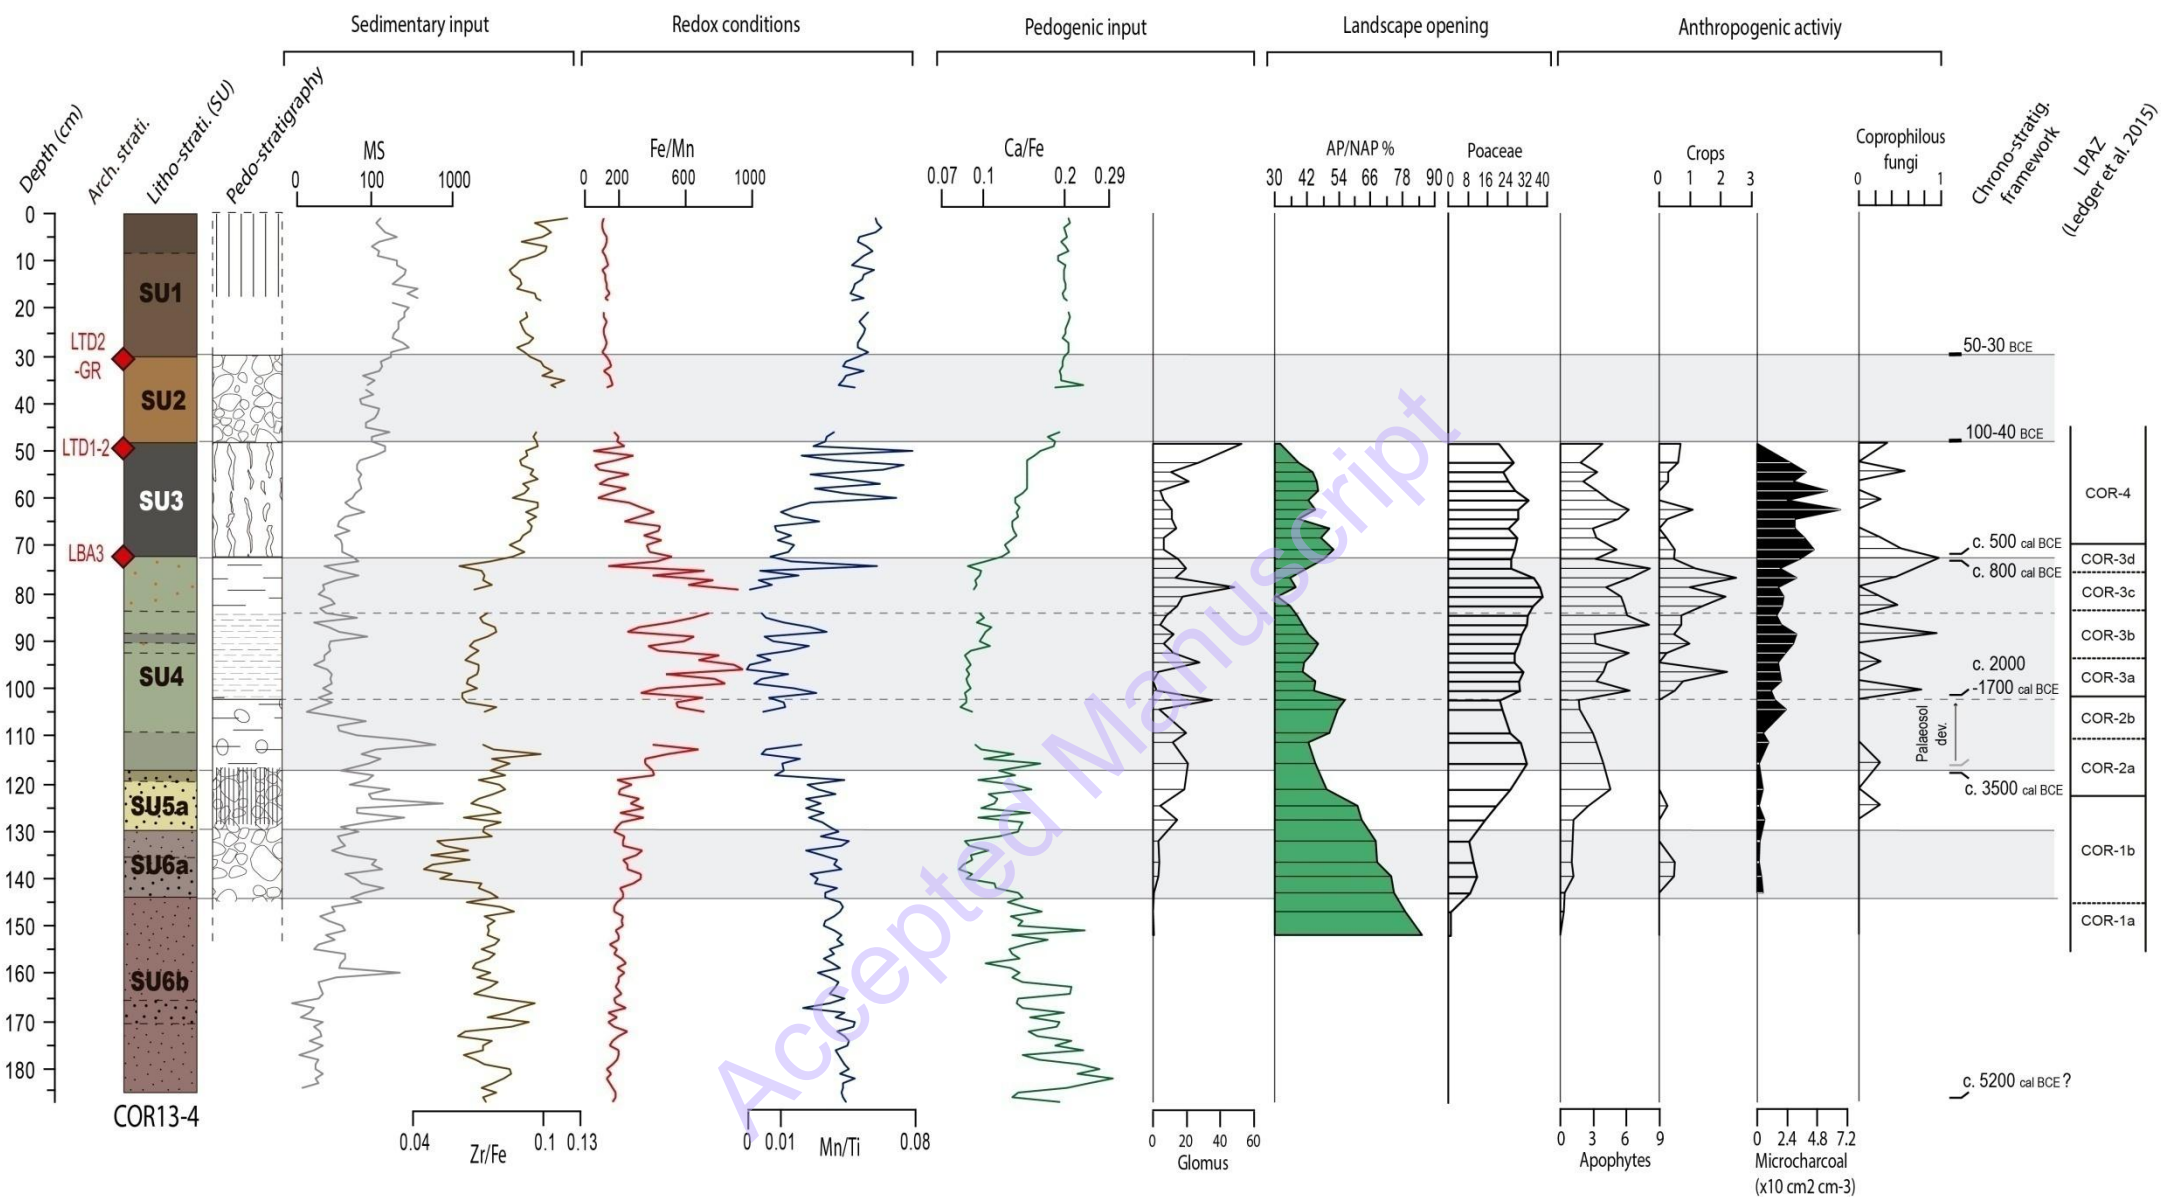 Sedimentary input
Redox conditions
Pedogenic input
Landscape opening
Anthropogenic activiy
Depth (cm)
Arch. strati.
Litho-strati. (SU)
Pedo-stratigraphy
MS
0 100 1000
Fe/Mn
0 200 600 1000
Ca/Fe
0.07 0.1 0.2 0.29
AP/NAP %
30 42 54 66 78 90
Poaceae
0 8 16 24 32 40
Crops
0 1 2 3
Coprophilous
fungi
0 1
Chrono-stratig.
framework
LPAZ
(Ledger et al. 2015)
0
10
20
30
40
50
60
70
80
90
100
110
120
130
140
150
160
170
180
LTD2
-GR
LTD1-2
LBA3
SU1
SU2
SU3
SU4
SU5a
SU6a
SU6b
COR13-4
50-30 BCE
100-40 BCE
c. 500 cal BCE
c. 800 cal BCE
c. 2000
-1700 cal BCE
c. 3500 cal BCE
c. 5200 cal BCE ?
Palaeosol
dev.
COR-4
COR-3d
COR-3c
COR-3b
COR-3a
COR-2b
COR-2a
COR-1b
COR-1a
0.04 0.1 0.13
Zr/Fe
0 0.01 0.08
Mn/Ti
0 20 40 60
Glomus
0 3 6 9
Apophytes
0 2.4 4.8 7.2
Microcharcoal
(x10 cm2 cm-3)
Accepted Manuscript